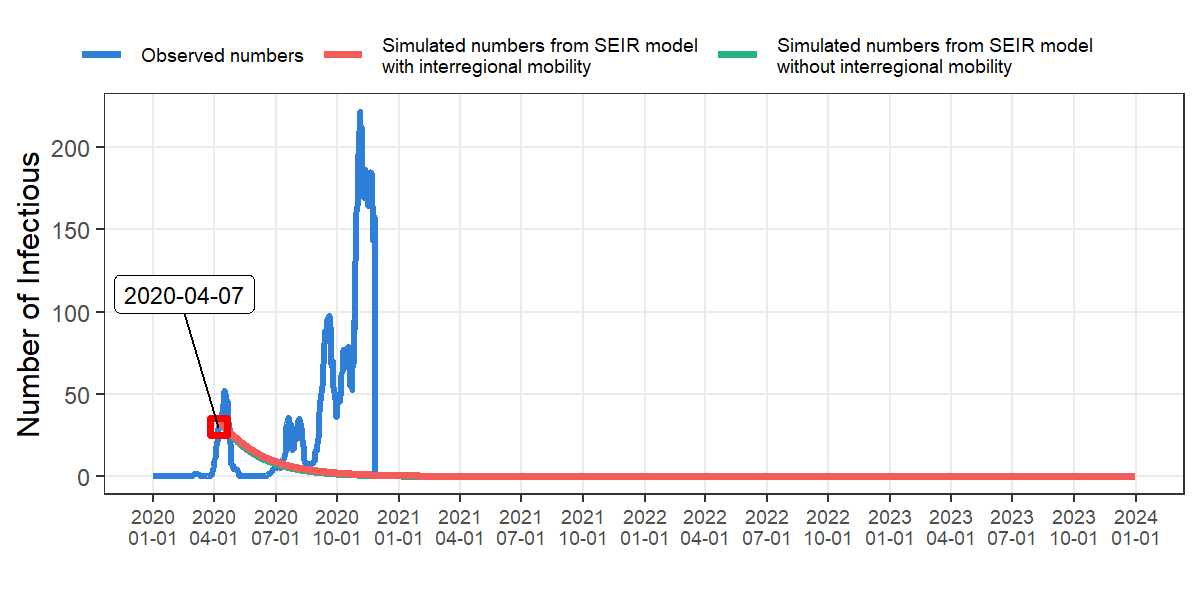 Observed numbers
Simulated numbers from SEIR model
with interregional mobility
Simulated numbers from SEIR model
without interregional mobility
Number of Infectious
200
150
100
50
0
2020-04-07
2020 2020 2020 2020 2021 2021 2021 2021 2022 2022 2022 2022 2023 2023 2023 2023 2024
01-01 04-01 07-01 10-01 01-01 04-01 07-01 10-01 01-01 04-01 07-01 10-01 01-01 04-01 07-01 10-01 01-01